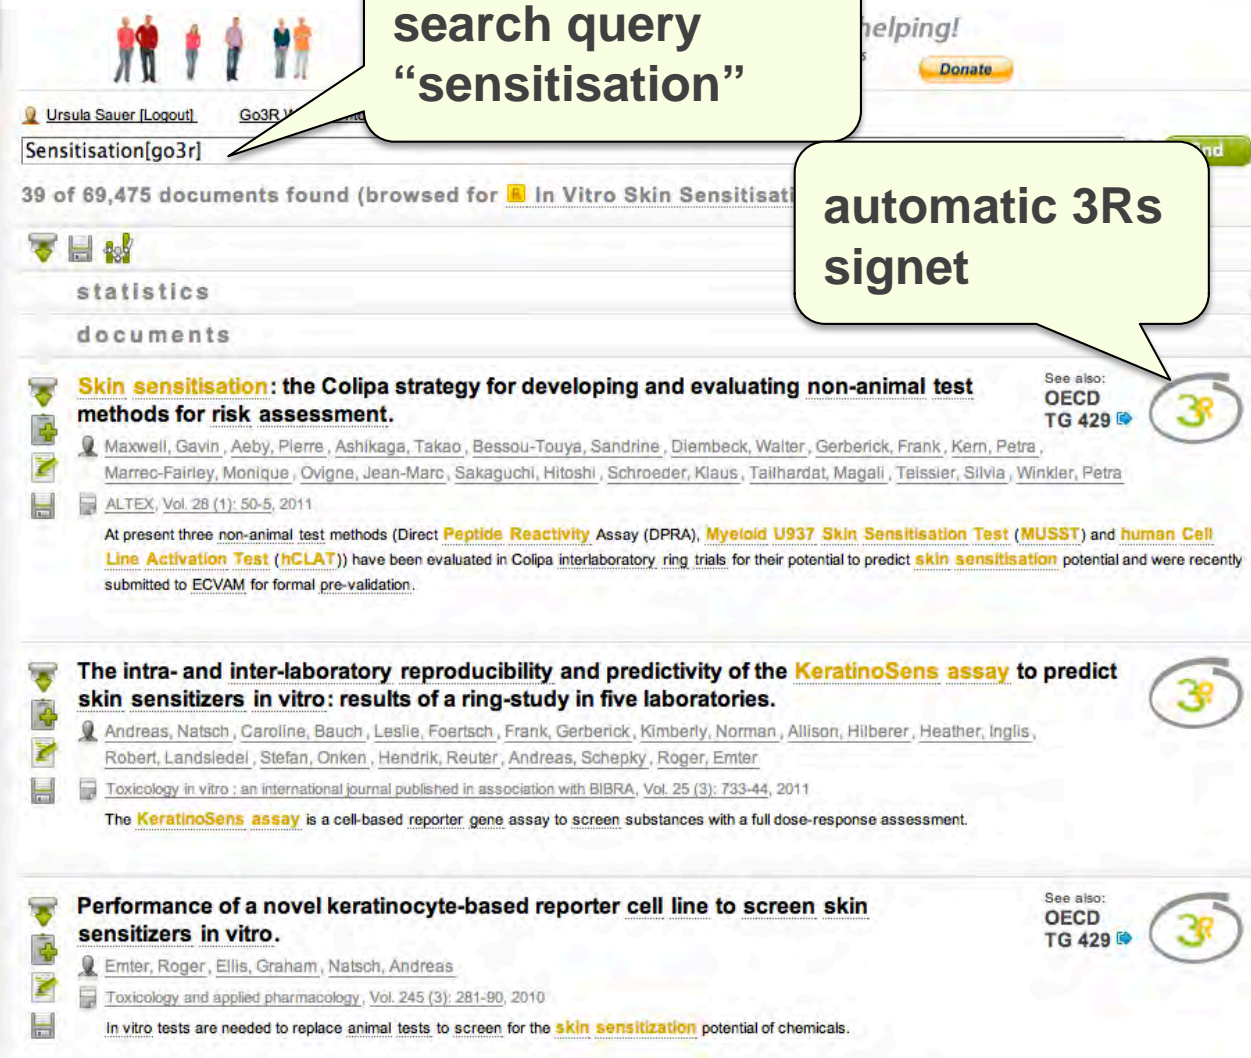 search query
“sensitisation”
helping!
Donate
Ursula Sauer [Logout] Go3R
Sensitisation[go3r]
39 of 69,475 documents found (browsed for R In Vitro Skin Sensitisati
automatic 3Rs
signet
statistics
documents
Skin sensitisation: the Colipa strategy for developing and evaluating non-animal test
methods for risk assessment.
See also:
OECD
TG 429
3R
Maxwell, Gavin, Aeby, Pierre, Ashikaga, Takao, Bessou-Touya, Sandrine, Diembeck, Walter, Gerberick, Frank, Kern, Petra,
Marrec-Fairley, Monique, Ovigne, Jean-Marc, Sakaguchi, Hitoshi, Schroeder, Klaus, Tailhardat, Magali, Teissier, Silvia, Winkler, Petra
ALTEX, Vol. 28 (1): 50-5, 2011
At present three non-animal test methods (Direct Peptide Reactivity Assay (DPRA), Myeloid U937 Skin Sensitisation Test (MUSST) and human Cell
Line Activation Test (hCLAT)) have been evaluated in Colipa interlaboratory ring trials for their potential to predict skin sensitisation potential and were recently
submitted to ECVAM for formal pre-validation.
The intra- and inter-laboratory reproducibility and predictivity of the KeratinoSens assay to predict
skin sensitizers in vitro: results of a ring-study in five laboratories.
3R
Andreas, Natsch, Caroline, Bauch, Leslie, Foertsch, Frank, Gerberick, Kimberly, Norman, Allison, Hilberer, Heather, Inglis,
Robert, Landsiedel, Stefan, Onken, Hendrik, Reuter, Andreas, Schepky, Roger, Emter
Toxicology in vitro : an international journal published in association with BIBRA, Vol. 25 (3): 733-44, 2011
The KeratinoSens assay is a cell-based reporter gene assay to screen substances with a full dose-response assessment.
Performance of a novel keratinocyte-based reporter cell line to screen skin
sensitizers in vitro.
See also:
OECD
TG 429
3R
Emter, Roger, Ellis, Graham, Natsch, Andreas
Toxicology and applied pharmacology, Vol. 245 (3): 281-90, 2010
In vitro tests are needed to replace animal tests to screen for the skin sensitization potential of chemicals.